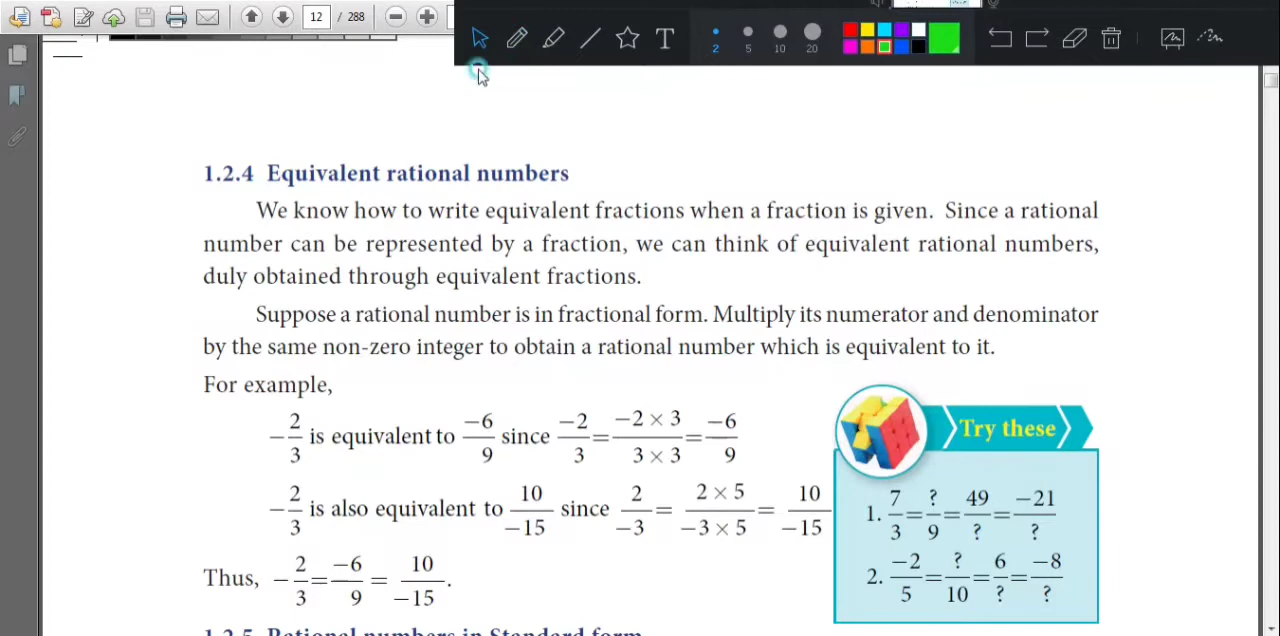 12 / 288
2 5 10 20
1.2.4 Equivalent rational numbers
We know how to write equivalent fractions when a fraction is given. Since a rational
number can be represented by a fraction, we can think of equivalent rational numbers,
duly obtained through equivalent fractions.
Suppose a rational number is in fractional form. Multiply its numerator and denominator
by the same non-zero integer to obtain a rational number which is equivalent to it.
For example,
-2/3 is equivalent to -6/9 since -2/3 = -2 × 3/3 × 3 = -6/9
-2/3 is also equivalent to 10/-15 since 2/-3 = 2 × 5/-3 × 5 = 10/-15
Thus, -2/3 = -6/9 = 10/-15.
Try these
1. 7/3 = ?/9 = 49/? = -21/?
2. -2/5 = ?/10 = 6/? = -8/?
1.2.5 Rational numbers in Standard form